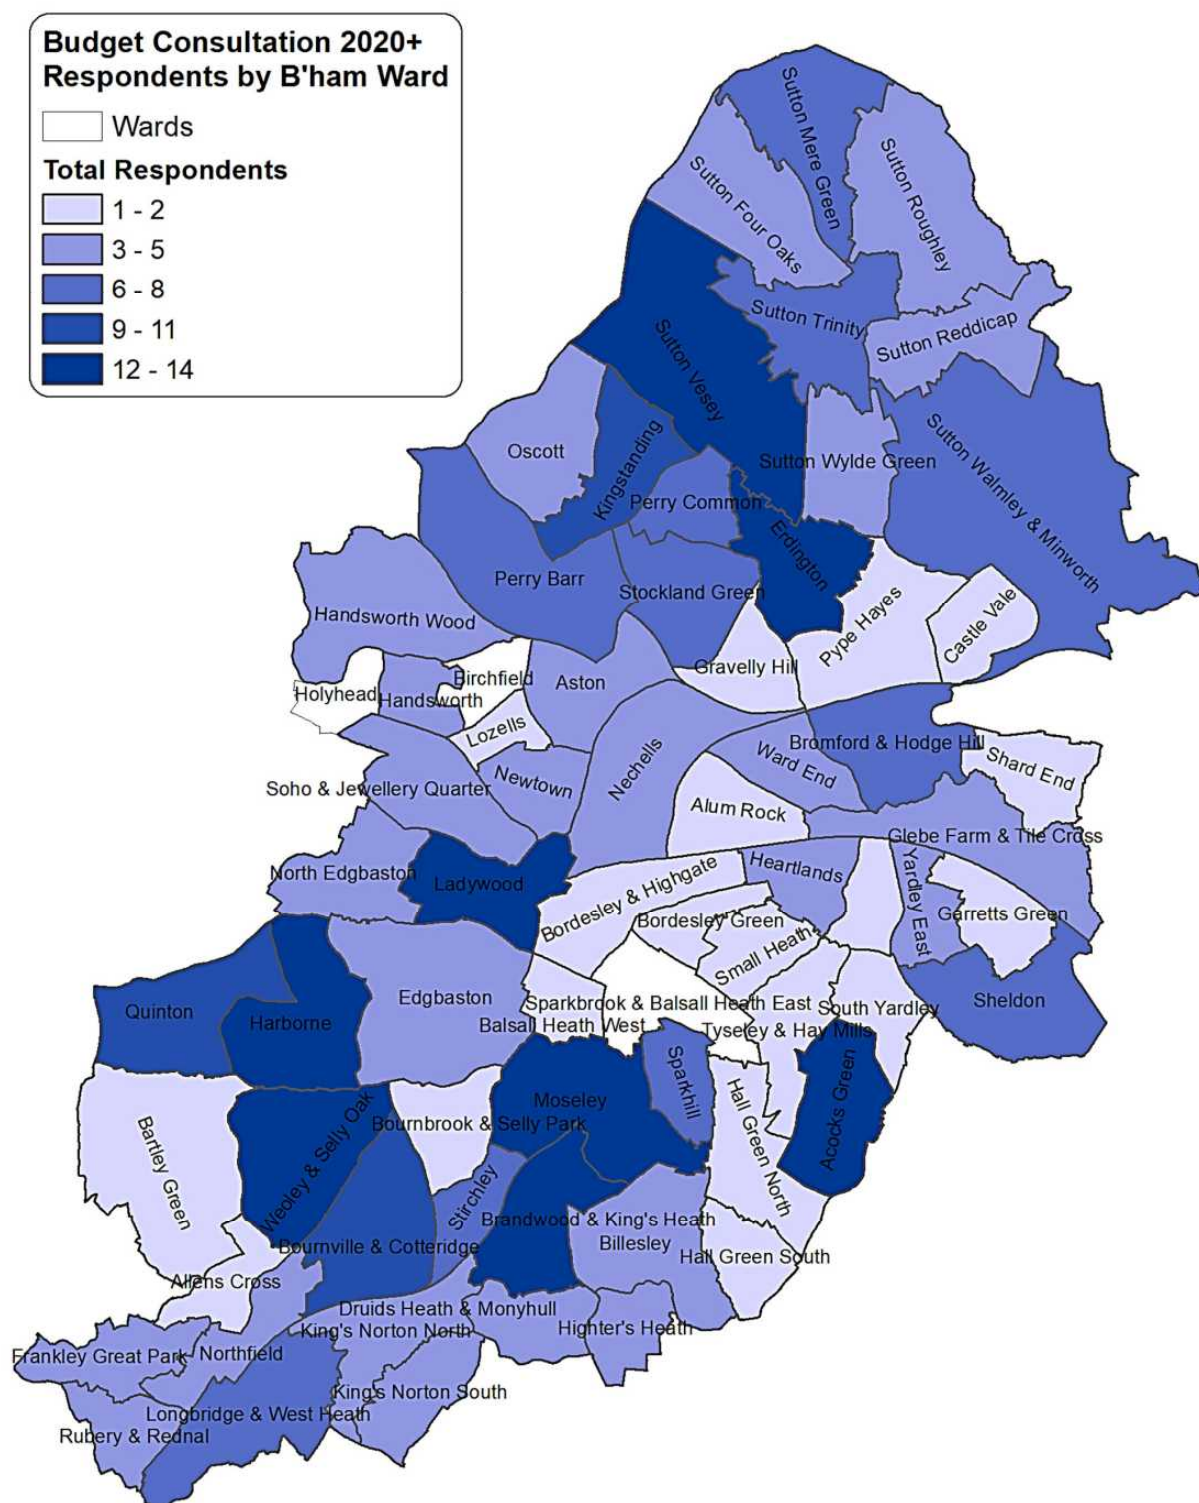 Budget Consultation 2020+
Respondents by B'ham Ward
Wards
Total Respondents
1 - 2
3 - 5
6 - 8
9 - 11
12 - 14
Sutton Mere Green
Sutton Four Oaks
Sutton Roughley
Sutton Trinity
Sutton Reddicap
Sutton Vesey
Oscott
Kingstanding
Sutton Wylde Green
Sutton Walmley & Minworth
Perry Common
Erdington
Perry Barr
Stockland Green
Handsworth Wood
Pype Hayes
Castle Vale
Gravelly Hill
Birchfield
Aston
Holyhead
Handsworth
Lozells
Bromford & Hodge Hill
Shard End
Ward End
Nechells
Newtown
Soho & Jewellery Quarter
Alum Rock
Glebe Farm & Tile Cross
North Edgbaston
Ladywood
Heartlands
Yardley East
Bordesley & Highgate
Bordesley Green
Garretts Green
Small Heath
Edgbaston
Quinton
Harborne
Sparkbrook & Balsall Heath East
South Yardley
Sheldon
Balsall Heath West
Tyseley & Hay Mills
Sparkhill
Moseley
Acocks Green
Bournbrook & Selly Park
Hall Green North
Bartley Green
Weoley & Selly Oak
Stirchley
Brandwood & King's Heath
Billesley
Bournville & Cotteridge
Hall Green South
Allens Cross
Druids Heath & Monyhull
King's Norton North
Highter's Heath
Frankley Great Park
Northfield
King's Norton South
Longbridge & West Heath
Rubery & Rednal